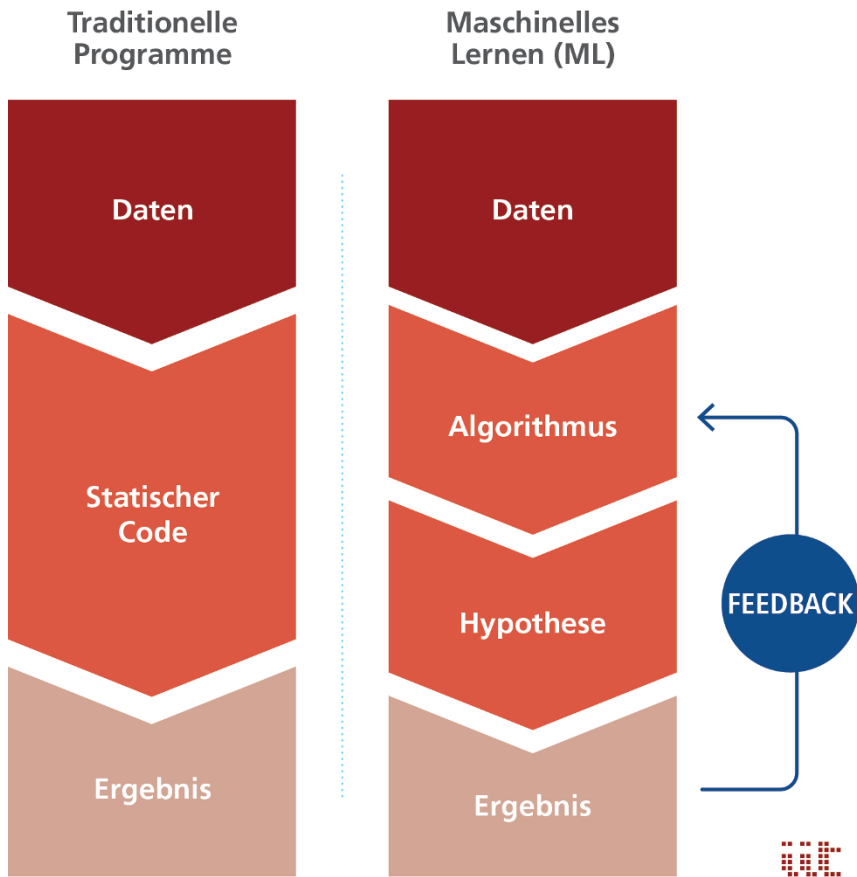 Traditionelle
Programme
Daten
Statischer
Code
Ergebnis
Maschinelles
Lernen (ML)
Daten
Algorithmus
Hypothese
Ergebnis
FEEDBACK